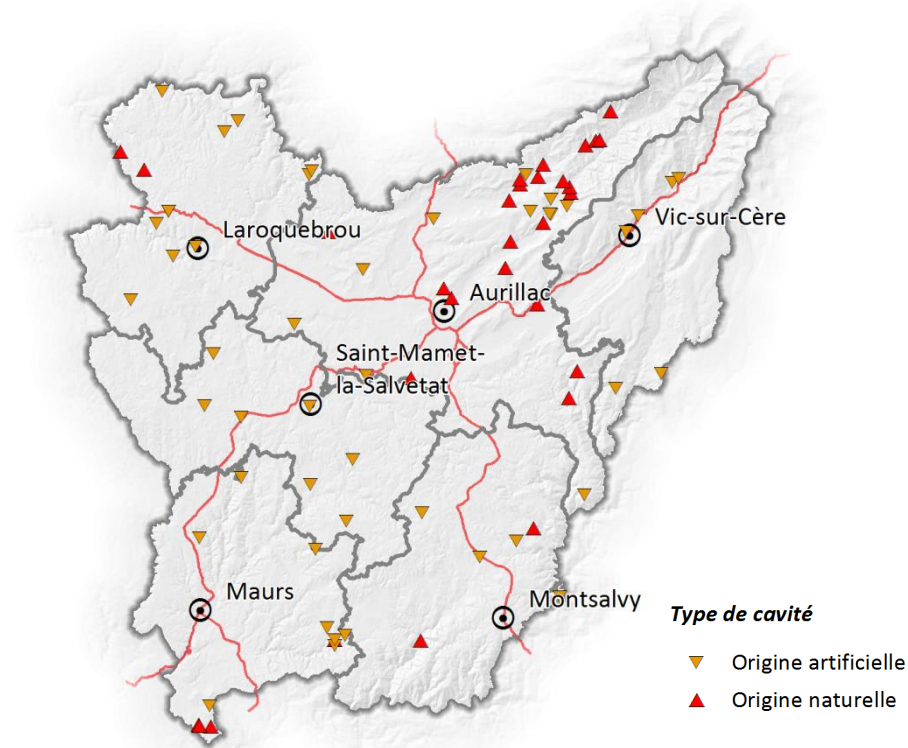 Laroquebrou
Vic-sur-Cère
Aurillac
Saint-Mamet-
la-Salvetat
Maurs
Montsalvy
Type de cavité
Origine artificielle
Origine naturelle